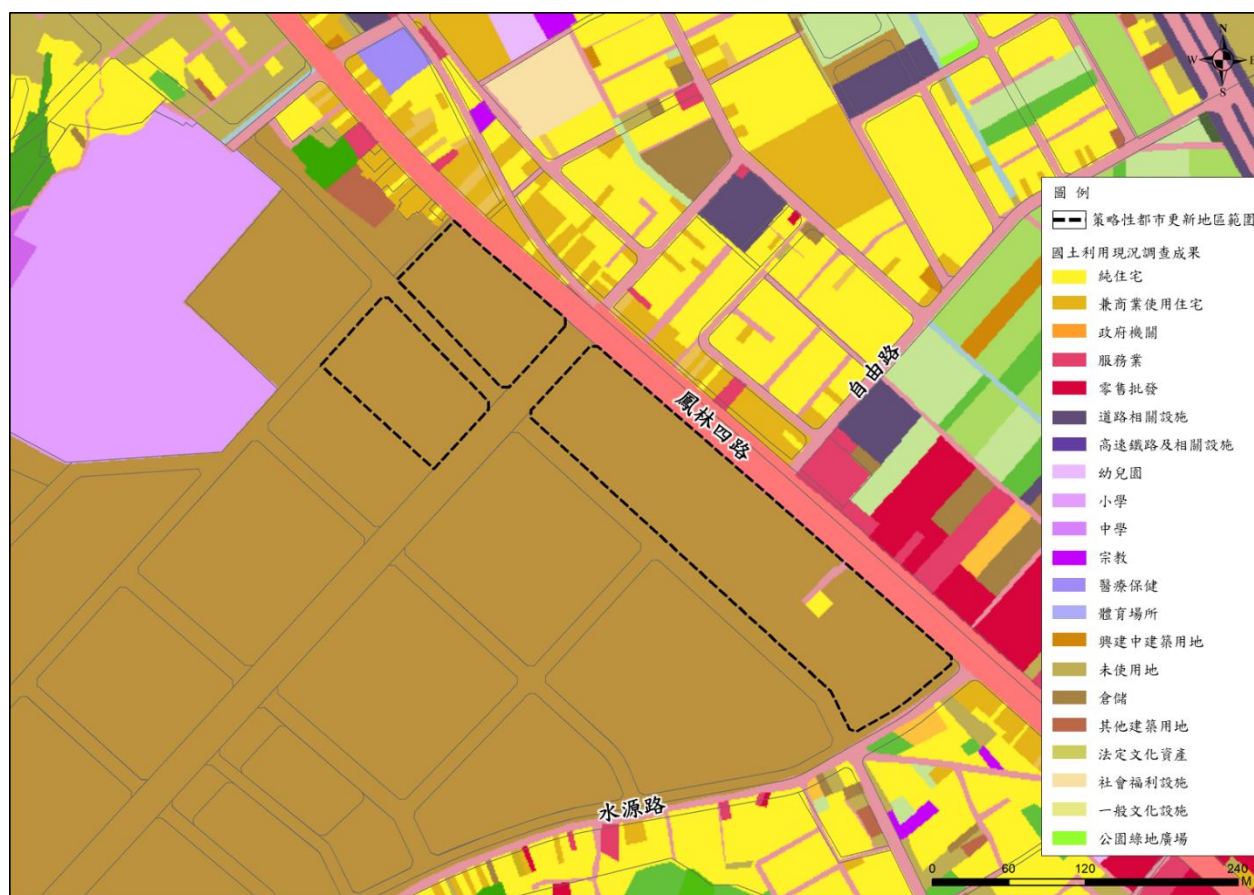 N
W E
S
圖例
策略性都市更新地區範圍
國土利用現況調查成果
純住宅
兼商業使用住宅
政府機關
服務業
零售批發
道路相關設施
高速鐵路及相關設施
幼兒園
小學
中學
宗教
醫療保健
體育場所
興建中建築用地
未使用地
倉儲
其他建築用地
法定文化資產
社會福利設施
一般文化設施
公園綠地廣場
自由路
鳳林四路
水源路
0 60 120 240
M